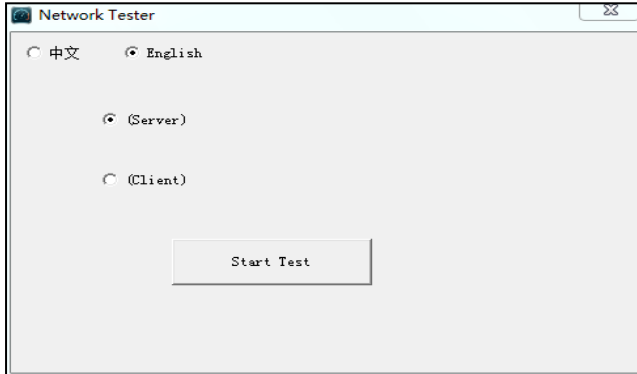 Network Tester
中文 English
(Server)
(Client)
Start Test